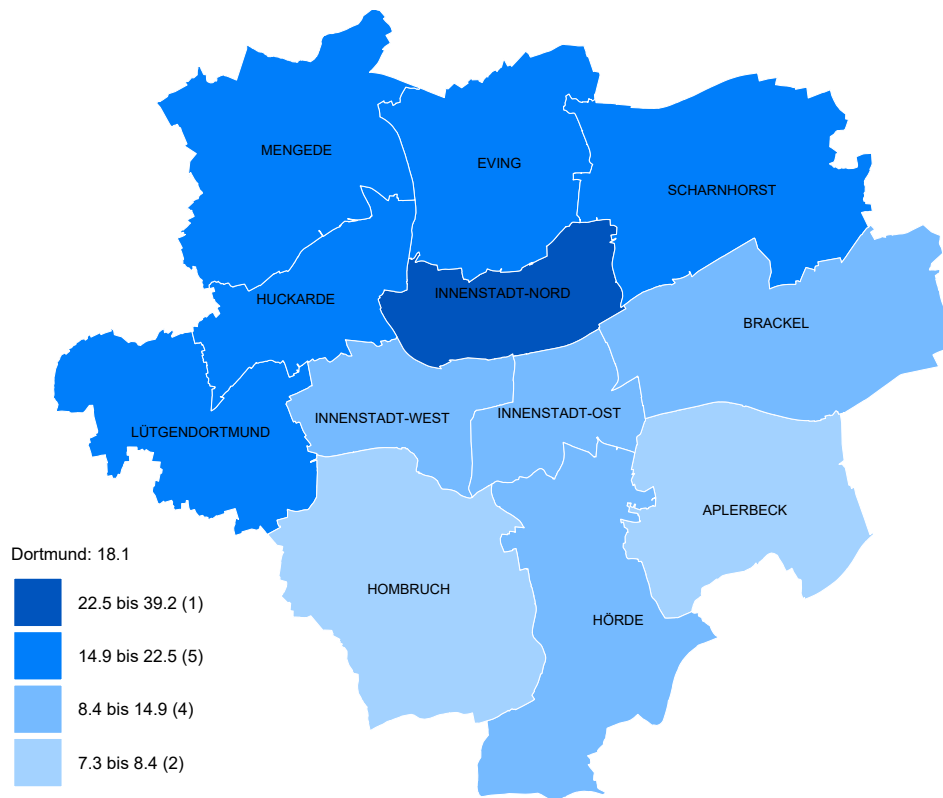 MENGEDE
EVING
SCHARNHORST
HUCKARDE
INNENSTADT-NORD
BRACKEL
INNENSTADT-WEST
INNENSTADT-OST
LÜTGENDORTMUND
APLERBECK
HOMBRUCH
HÖRDE
Dortmund: 18.1
22.5 bis 39.2 (1)
14.9 bis 22.5 (5)
8.4 bis 14.9 (4)
7.3 bis 8.4 (2)